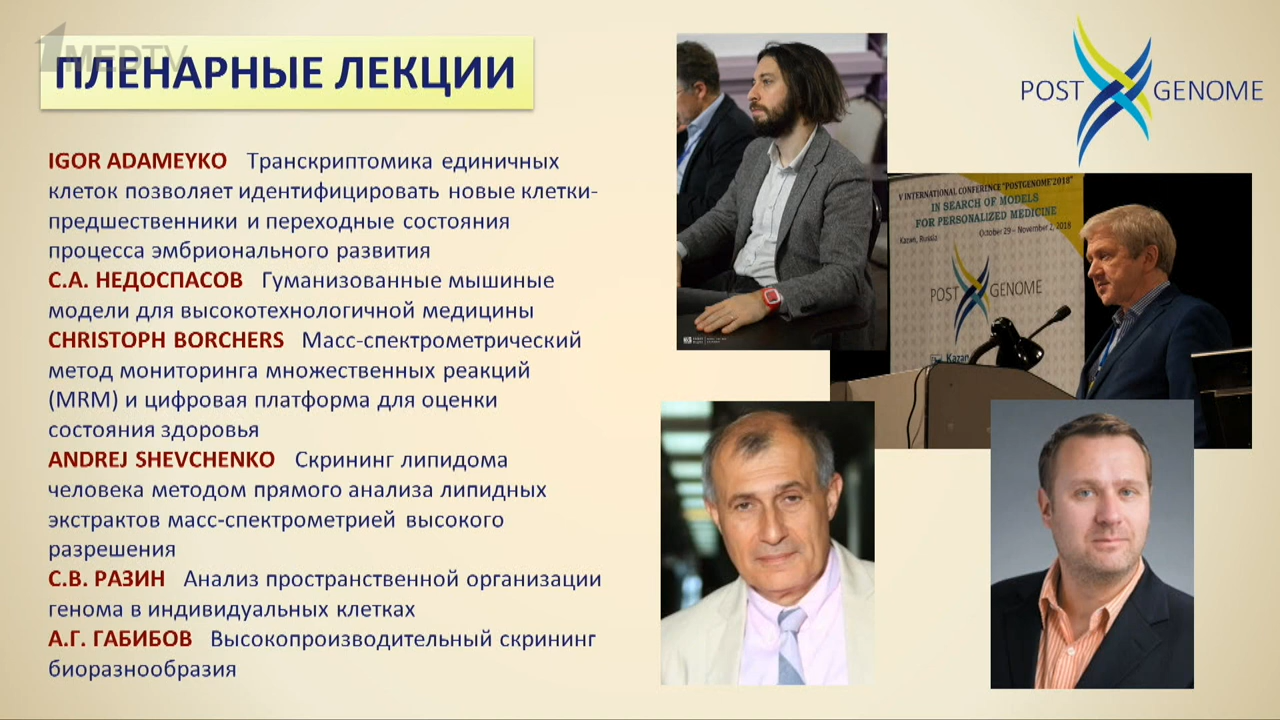 1MEDTV
ПЛЕНАРНЫЕ ЛЕКЦИИ
POST GENOME
IGOR ADAMEYKO Транскриптомика единичных
клеток позволяет идентифицировать новые клетки-
предшественники и переходные состояния
процесса эмбрионального развития
С.А. НЕДОСПАСОВ Гуманизованные мышиные
модели для высокотехнологичной медицины
CHRISTOPH BORCHERS Масс-спектрометрический
метод мониторинга множественных реакций
(MRM) и цифровая платформа для оценки
состояния здоровья
ANDREJ SHEVCHENKO Скрининг липидома
человека методом прямого анализа липидных
экстрактов масс-спектрометрией высокого
разрешения
С.В. РАЗИН Анализ пространственной организации
генома в индивидуальных клетках
А.Г. ГАБИБОВ Высокопроизводительный скрининг
биоразнообразия
V INTERNATIONAL CONFERENCE "POSTGENOME'2018"
IN SEARCH OF MODELS
FOR PERSONALIZED MEDICINE
Kazan, Russia October 29 – November 2, 2018
POST GENOME
Kazan